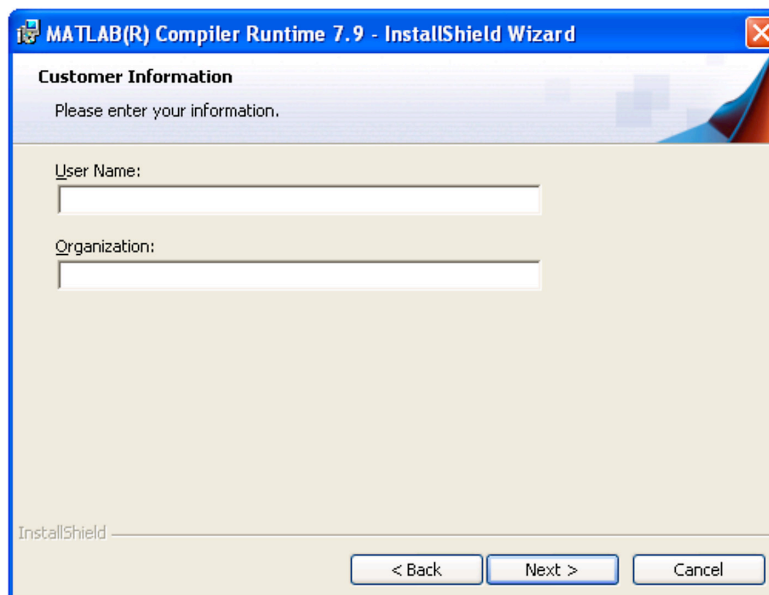 MATLAB(R) Compiler Runtime 7.9 - InstallShield Wizard
Customer Information
Please enter your information.
User Name:
Organization:
InstallShield
< Back Next > Cancel